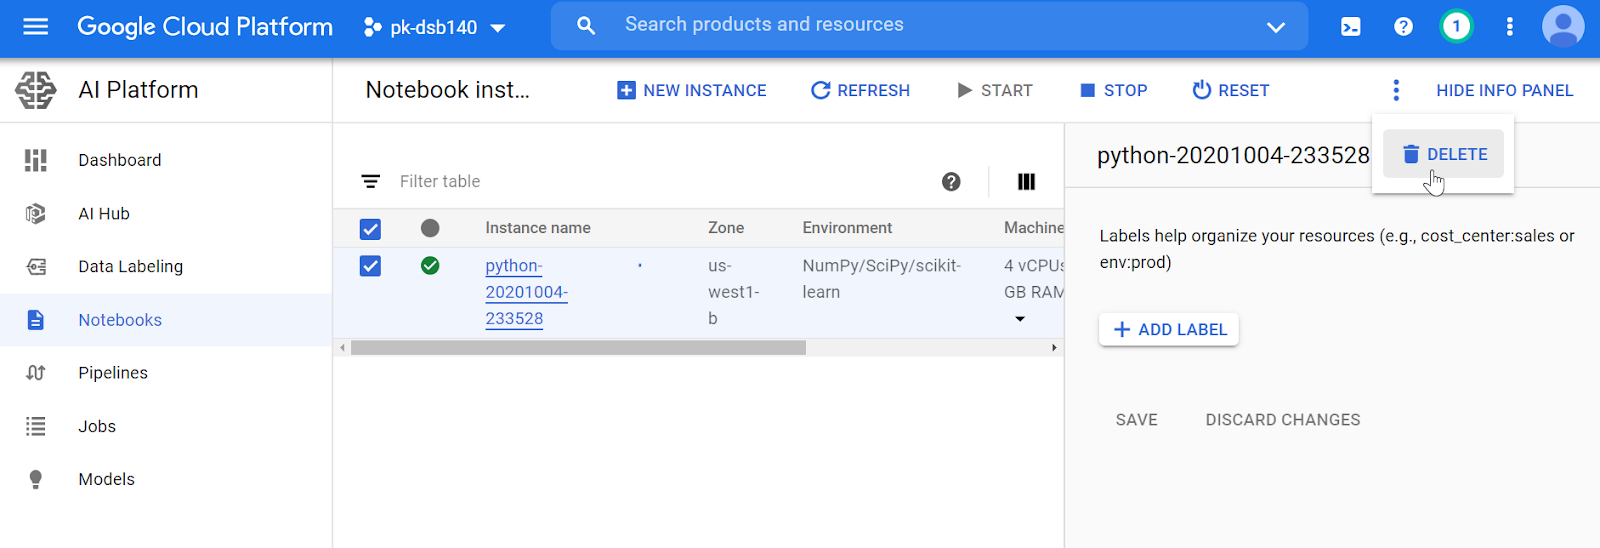 Google Cloud Platform
pk-dsb140
Search products and resources
1
AI Platform
Notebook inst...
NEW INSTANCE
REFRESH
START
STOP
RESET
HIDE INFO PANEL
Dashboard
AI Hub
Data Labeling
Notebooks
Pipelines
Jobs
Models
Filter table
Instance name
Zone
Environment
Machine
python-
20201004-
233528
us-
west1-
b
NumPy/SciPy/scikit-
learn
4 vCPUs
GB RAM
python-20201004-233528
DELETE
Labels help organize your resources (e.g., cost_center:sales or
env:prod)
ADD LABEL
SAVE
DISCARD CHANGES